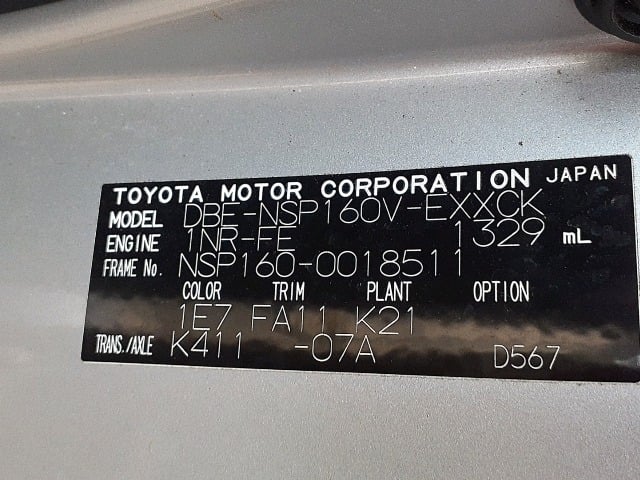 TOYOTA MOTOR CORPORATION JAPAN
MODEL DBE-NSP160V-EXXCK
ENGINE 1NR-FE 1329 mL
FRAME No. NSP160-0018511
COLOR TRIM PLANT OPTION
1E7 FA11 K21
TRANS./AXLE K411 -07A D567